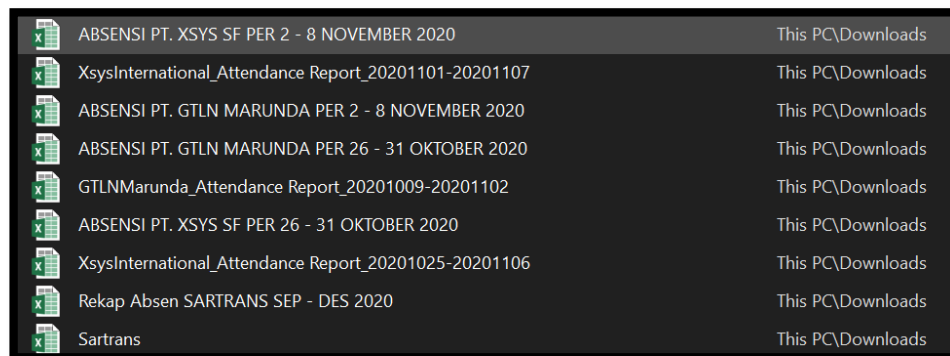 ABSENSI PT. XSYS SF PER 2 - 8 NOVEMBER 2020 This PC\Downloads
XsysInternational_Attendance Report_20201101-20201107 This PC\Downloads
ABSENSI PT. GTLN MARUNDA PER 2 - 8 NOVEMBER 2020 This PC\Downloads
ABSENSI PT. GTLN MARUNDA PER 26 - 31 OKTOBER 2020 This PC\Downloads
GTLNMarunda_Attendance Report_20201009-20201102 This PC\Downloads
ABSENSI PT. XSYS SF PER 26 - 31 OKTOBER 2020 This PC\Downloads
XsysInternational_Attendance Report_20201025-20201106 This PC\Downloads
Rekap Absen SARTRANS SEP - DES 2020 This PC\Downloads
Sartrans This PC\Downloads